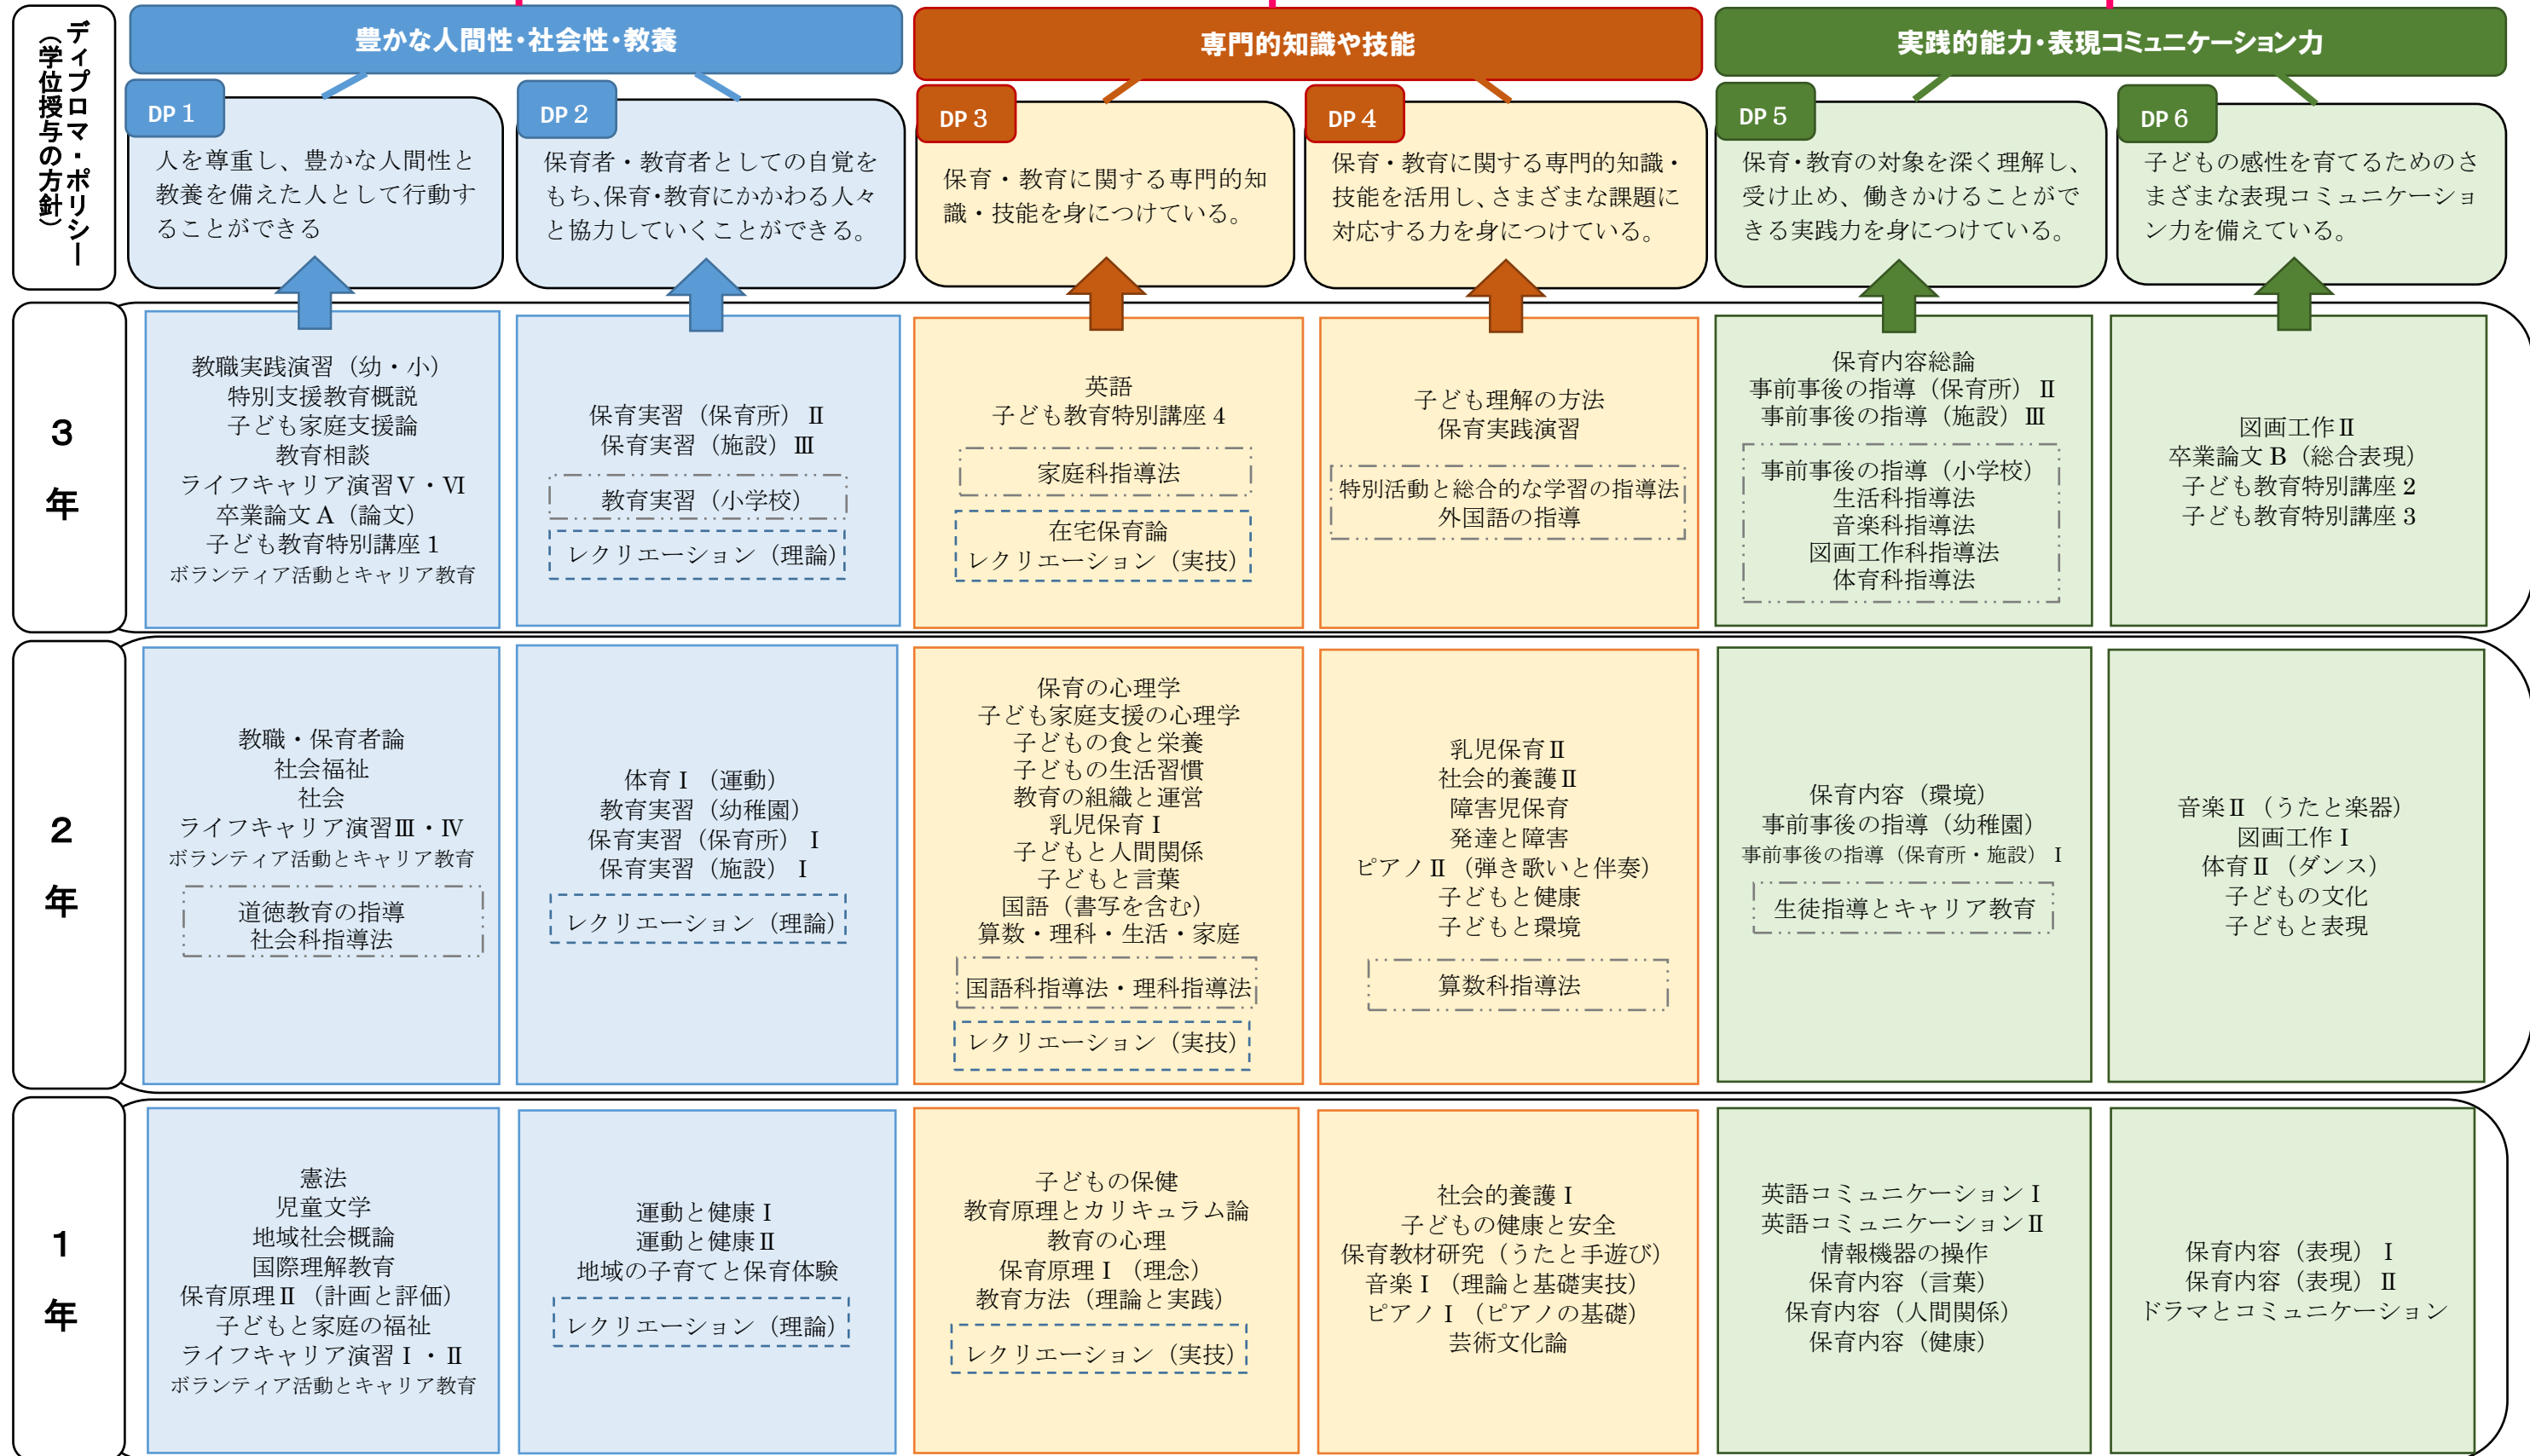 ディプロマ・ポリシー
（学位授与の方針）
豊かな人間性・社会性・教養
専門的知識や技能
実践的能力・表現コミュニケーション力
DP 1
人を尊重し、豊かな人間性と
教養を備えた人として行動す
ることができる
DP 2
保育者・教育者としての自覚を
もち、保育・教育にかかわる人々
と協力していくことができる。
DP 3
保育・教育に関する専門的知
識・技能を身につけている。
DP 4
保育・教育に関する専門的知識・
技能を活用し、さまざまな課題に
対応する力を身につけている。
DP 5
保育・教育の対象を深く理解し、
受け止め、働きかけることがで
きる実践力を身につけている。
DP 6
子どもの感性を育てるためのさ
まざまな表現コミュニケーショ
ン力を備えている。
3
年
教職実践演習（幼・小）
特別支援教育概説
子ども家庭支援論
教育相談
ライフキャリア演習Ⅴ・Ⅵ
卒業論文 A（論文）
子ども教育特別講座 1
ボランティア活動とキャリア教育
保育実習（保育所）Ⅱ
保育実習（施設）Ⅲ
教育実習（小学校）
レクリエーション（理論）
英語
子ども教育特別講座 4
家庭科指導法
在宅保育論
レクリエーション（実技）
子ども理解の方法
保育実践演習
特別活動と総合的な学習の指導法
外国語の指導
保育内容総論
事前事後の指導（保育所）Ⅱ
事前事後の指導（施設）Ⅲ
事前事後の指導（小学校）
生活科指導法
音楽科指導法
図画工作科指導法
体育科指導法
図画工作Ⅱ
卒業論文 B（総合表現）
子ども教育特別講座 2
子ども教育特別講座 3
2
年
教職・保育者論
社会福祉
社会
ライフキャリア演習Ⅲ・Ⅳ
ボランティア活動とキャリア教育
道徳教育の指導
社会科指導法
体育Ⅰ（運動）
教育実習（幼稚園）
保育実習（保育所）Ⅰ
保育実習（施設）Ⅰ
レクリエーション（理論）
保育の心理学
子ども家庭支援の心理学
子どもの食と栄養
子どもの生活習慣
教育の組織と運営
乳児保育Ⅰ
子どもと人間関係
子どもと言葉
国語（書写を含む）
算数・理科・生活・家庭
国語科指導法・理科指導法
レクリエーション（実技）
乳児保育Ⅱ
社会的養護Ⅱ
障害児保育
発達と障害
ピアノⅡ（弾き歌いと伴奏）
子どもと健康
子どもと環境
算数科指導法
保育内容（環境）
事前事後の指導（幼稚園）
事前事後の指導（保育所・施設）Ⅰ
生徒指導とキャリア教育
音楽Ⅱ（うたと楽器）
図画工作Ⅰ
体育Ⅱ（ダンス）
子どもの文化
子どもと表現
1
年
憲法
児童文学
地域社会概論
国際理解教育
保育原理Ⅱ（計画と評価）
子どもと家庭の福祉
ライフキャリア演習Ⅰ・Ⅱ
ボランティア活動とキャリア教育
運動と健康Ⅰ
運動と健康Ⅱ
地域の子育てと保育体験
レクリエーション（理論）
子どもの保健
教育原理とカリキュラム論
教育の心理
保育原理Ⅰ（理念）
教育方法（理論と実践）
レクリエーション（実技）
社会的養護Ⅰ
子どもの健康と安全
保育教材研究（うたと手遊び）
音楽Ⅰ（理論と基礎実技）
ピアノⅠ（ピアノの基礎）
芸術文化論
英語コミュニケーションⅠ
英語コミュニケーションⅡ
情報機器の操作
保育内容（言葉）
保育内容（人間関係）
保育内容（健康）
保育内容（表現）Ⅰ
保育内容（表現）Ⅱ
ドラマとコミュニケーション